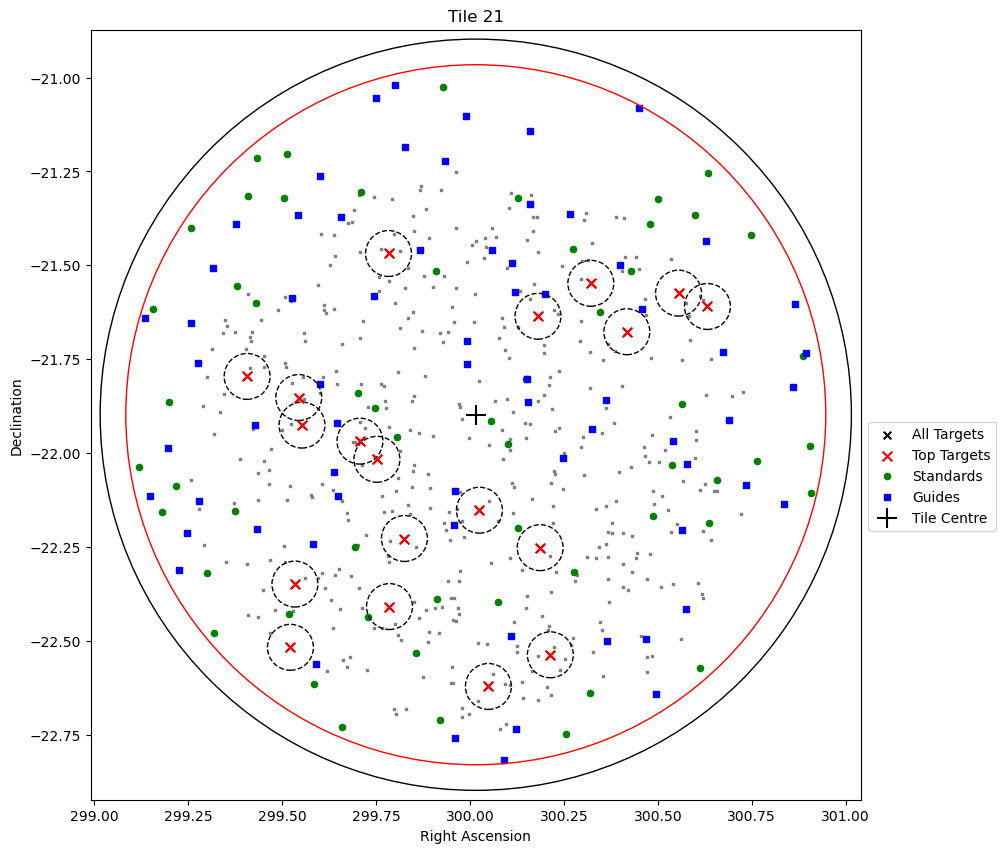 Tile 21
−21.00
−21.25
−21.50
−21.75
−22.00
−22.25
−22.50
−22.75
Declination
299.00 299.25 299.50 299.75 300.00 300.25 300.50 300.75 301.00
Right Ascension
All Targets
Top Targets
Standards
Guides
Tile Centre